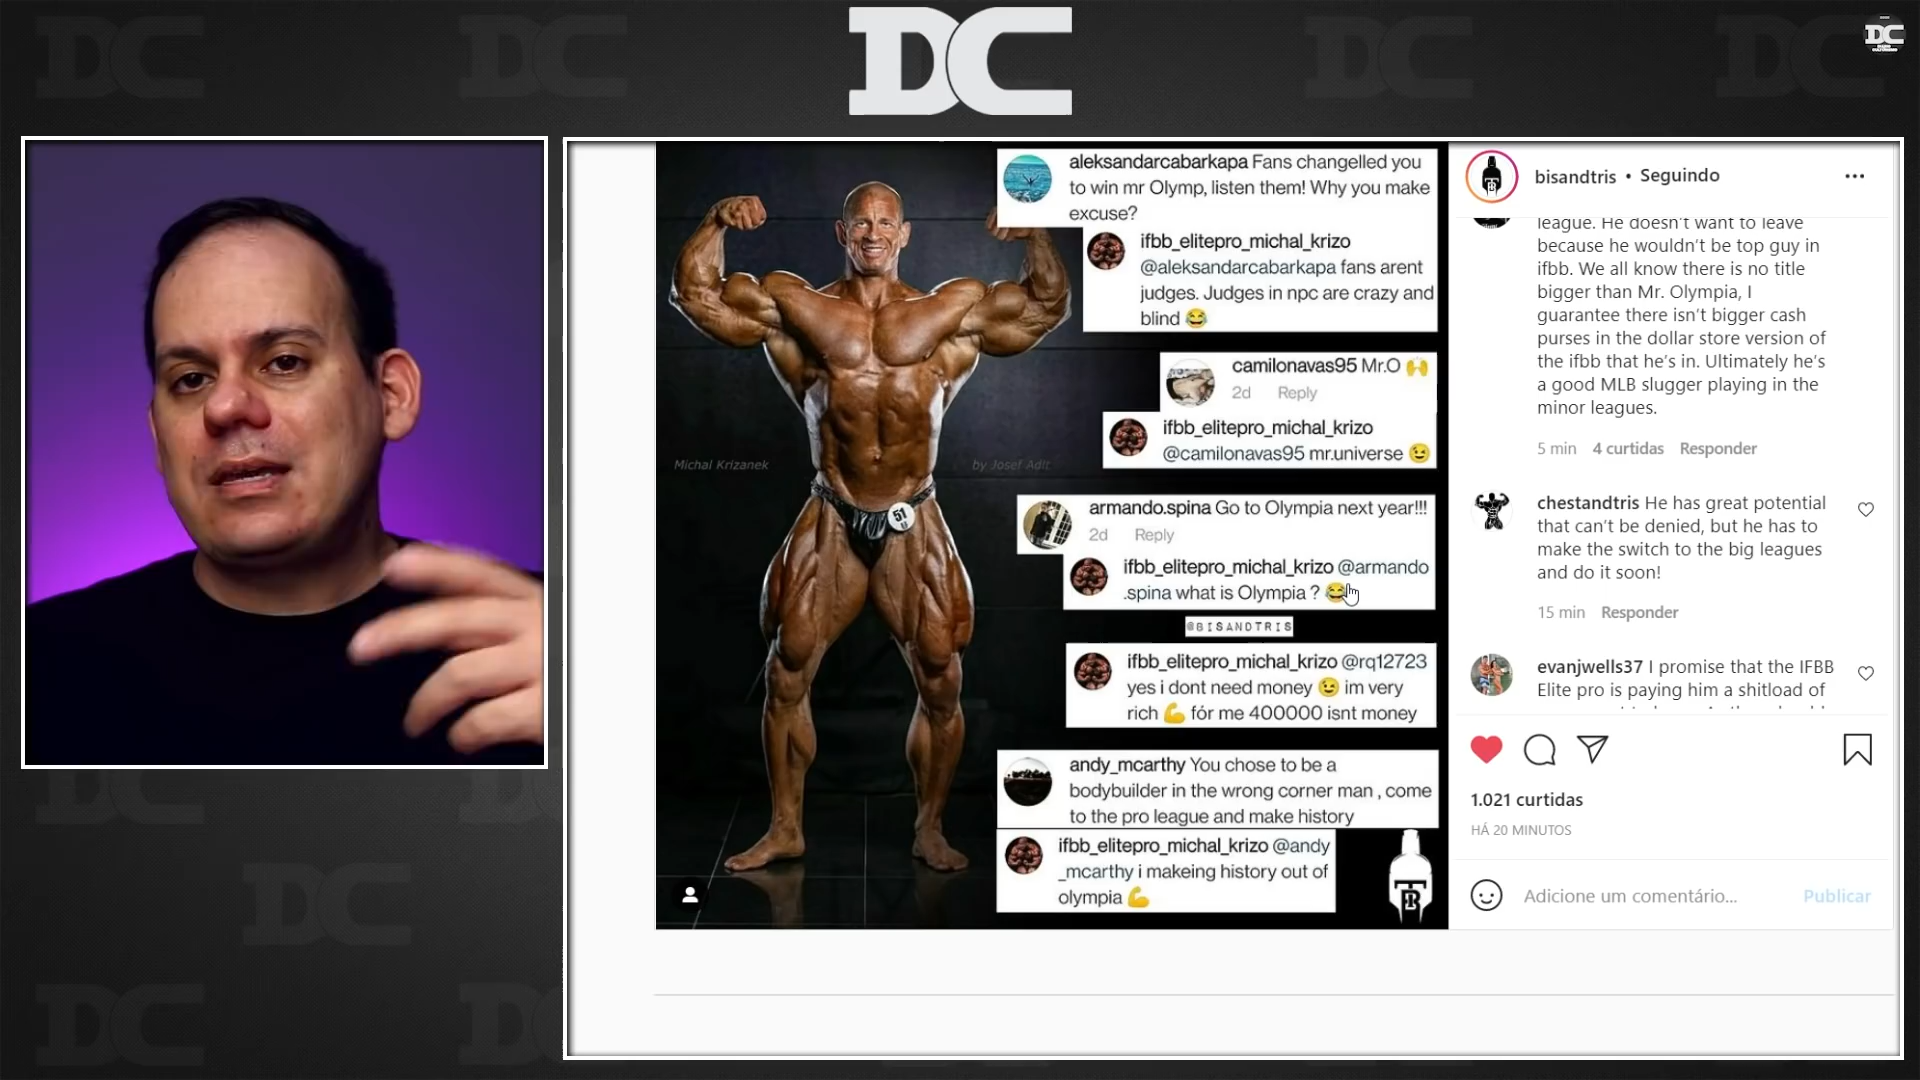 DC
DC
aleksandarcabarkapa Fans changelled you
to win mr Olymp, listen them! Why you make
excuse?
ifbb_elitepro_michal_krizo
@aleksandarcabarkapa fans arent
judges. Judges in npc are crazy and
blind 😂
camilonavas95 Mr.O 🙌
2d Reply
ifbb_elitepro_michal_krizo
@camilonavas95 mr.universe 😉
Michal Krizanek
by Josef Adlt
51
armando.spina Go to Olympia next year!!!
2d Reply
ifbb_elitepro_michal_krizo @armando
.spina what is Olympia ? 😂
@BISANDTRIS
ifbb_elitepro_michal_krizo @rq12723
yes i dont need money 😉 im very
rich 💪 fór me 400000 isnt money
andy_mcarthy You chose to be a
bodybuilder in the wrong corner man , come
to the pro league and make history
ifbb_elitepro_michal_krizo @andy
_mcarthy i makeing history out of
olympia 💪
bisandtris • Seguindo
league. He doesn't want to leave
because he wouldn't be top guy in
ifbb. We all know there is no title
bigger than Mr. Olympia, I
guarantee there isn't bigger cash
purses in the dollar store version of
the ifbb that he's in. Ultimately he's
a good MLB slugger playing in the
minor leagues.
5 min 4 curtidas Responder
chestandtris He has great potential
that can't be denied, but he has to
make the switch to the big leagues
and do it soon!
15 min Responder
evanjwells37 I promise that the IFBB
Elite pro is paying him a shitload of
1.021 curtidas
HÁ 20 MINUTOS
Adicione um comentário... Publicar